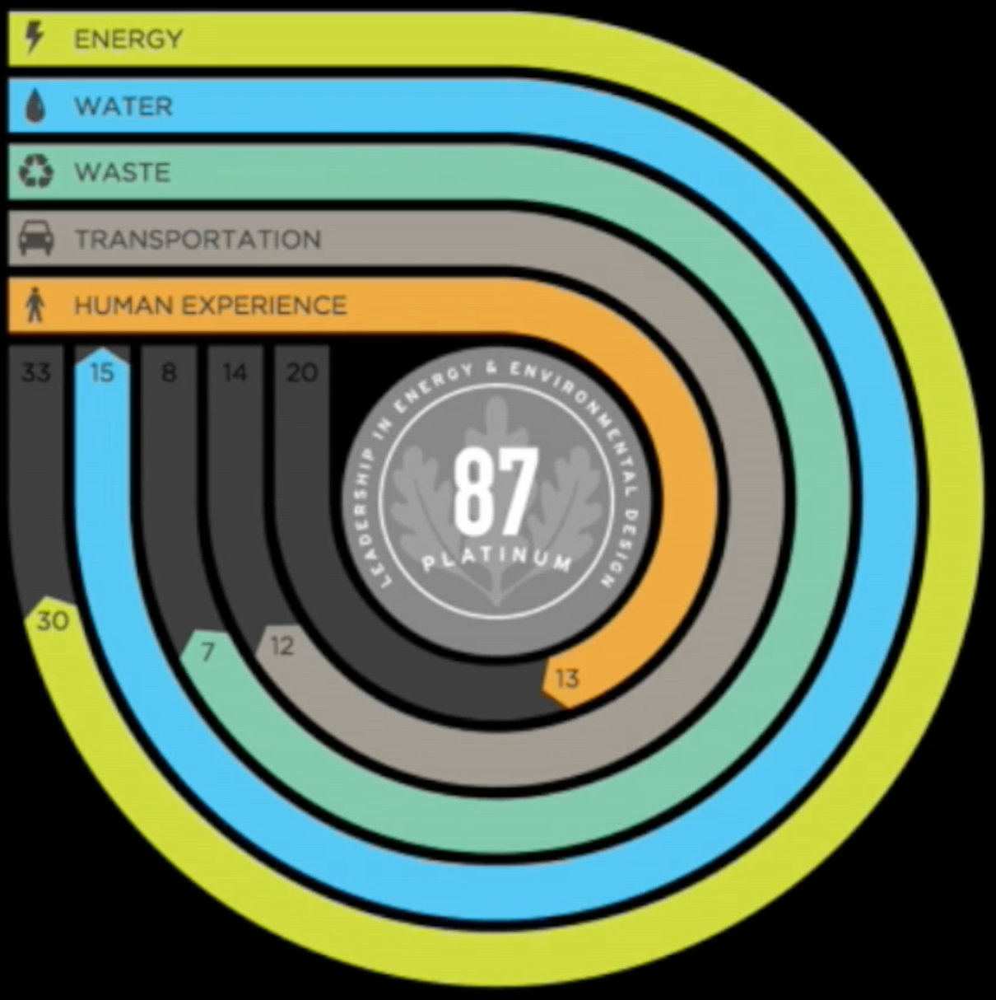 ENERGY
WATER
WASTE
TRANSPORTATION
HUMAN EXPERIENCE
33 15 8 14 20
LEADERSHIP IN ENERGY & ENVIRONMENTAL DESIGN
87
PLATINUM
30
7
12
13